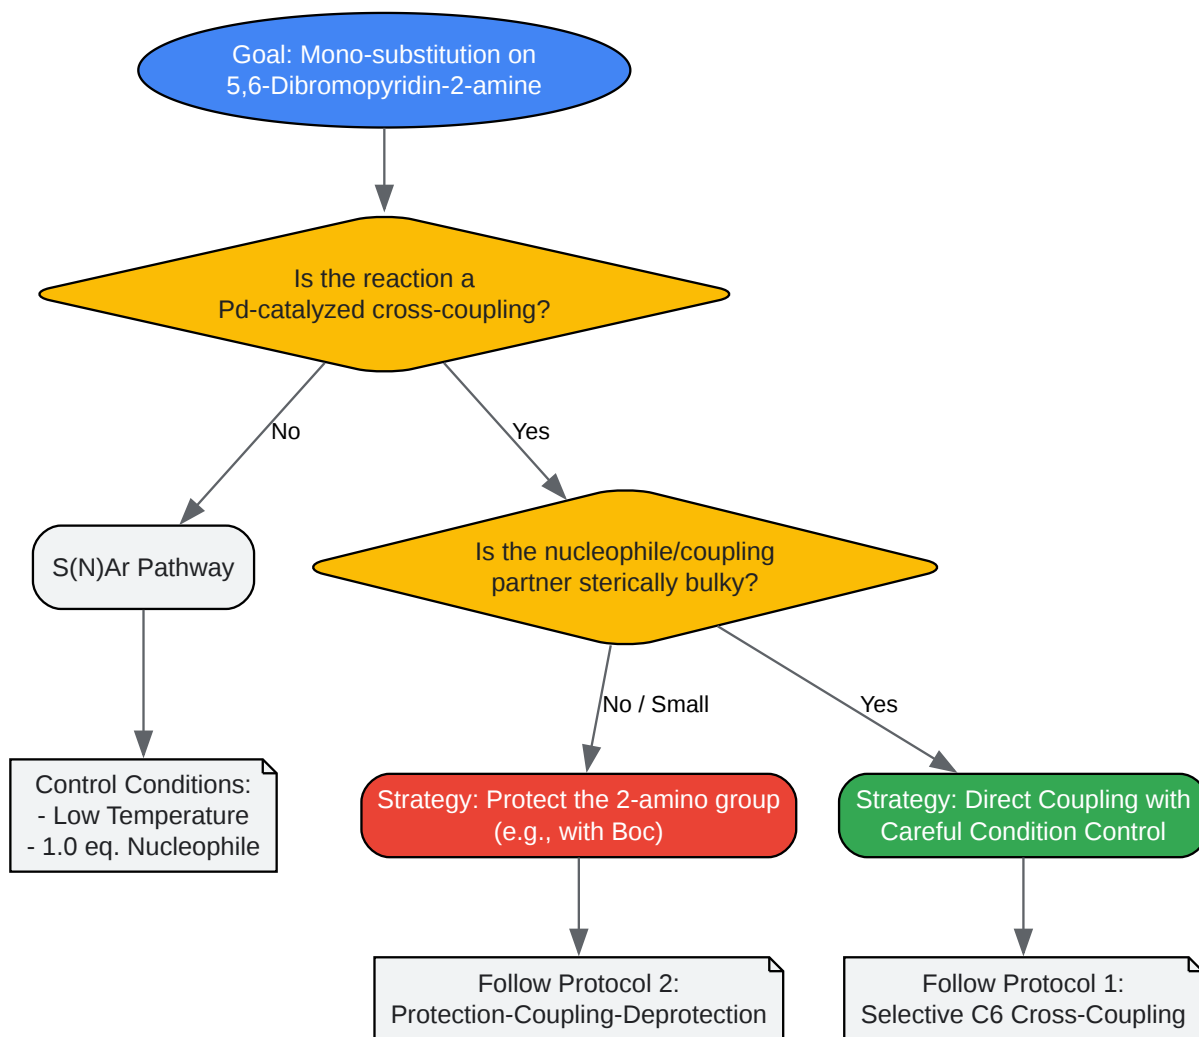 Goal: Mono-substitution on
5,6-Dibromopyridin-2-amine
Is the reaction a
Pd-catalyzed cross-coupling?
No
Yes
S(N)Ar Pathway
Is the nucleophile/coupling
partner sterically bulky?
No / Small
Yes
Control Conditions:
- Low Temperature
- 1.0 eq. Nucleophile
Strategy: Protect the 2-amino group
(e.g., with Boc)
Strategy: Direct Coupling with
Careful Condition Control
Follow Protocol 2:
Protection-Coupling-Deprotection
Follow Protocol 1:
Selective C6 Cross-Coupling